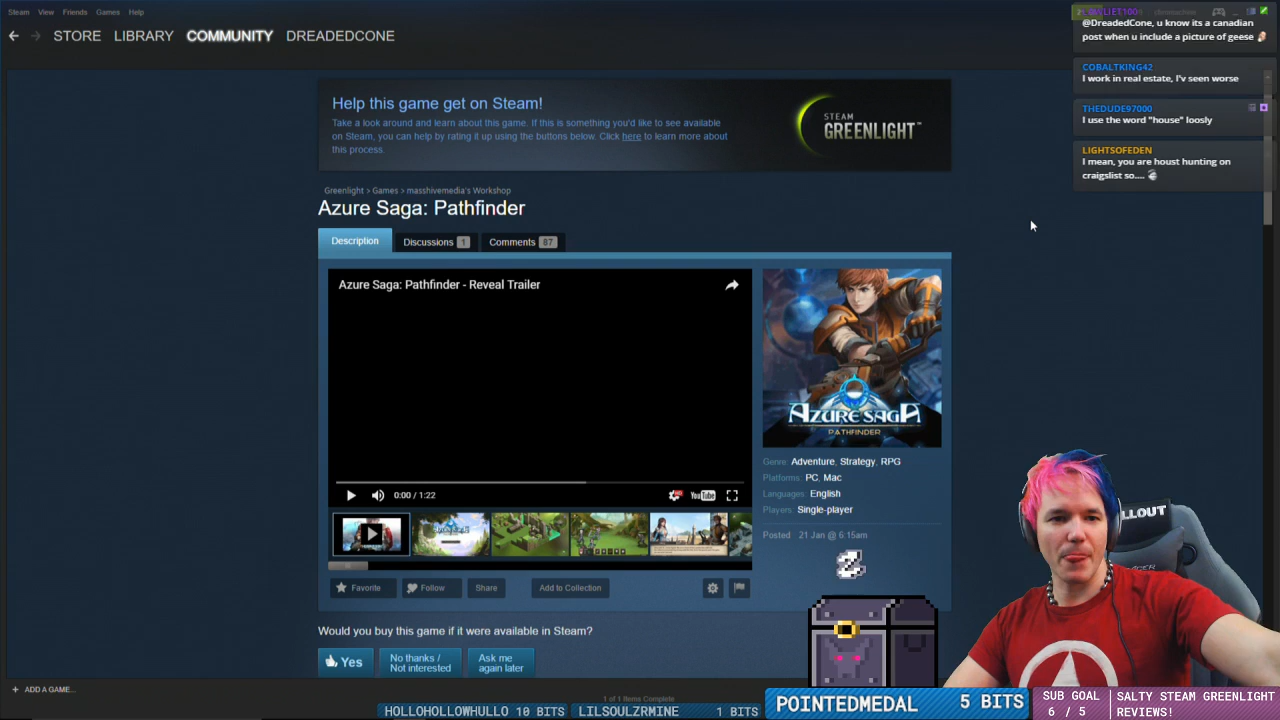 Steam View Friends Games Help
STORE LIBRARY COMMUNITY DREADEDCONE
Help this game get on Steam!
Take a look around and learn about this game. If this is something you'd like to see available
on Steam, you can help by rating it up using the buttons below. Click here to learn more about
this process.
STEAM
GREENLIGHT™
Greenlight > Games > masshivemedia's Workshop
Azure Saga: Pathfinder
Description Discussions 1 Comments 87
Azure Saga: Pathfinder - Reveal Trailer
0:00 / 1:22
YouTube
AZURE SAGA
PATHFINDER
Genre: Adventure, Strategy, RPG
Platforms: PC, Mac
Languages: English
Players: Single-player
Posted: 21 Jan @ 6:15am
Favorite Follow Share Add to Collection
Would you buy this game if it were available in Steam?
Yes
No thanks /
Not interested
Ask me
again later
+ ADD A GAME...
1 of 1 Items Complete
@DreadedCone, u know its a canadian
post when u include a picture of geese
COBALTKING42
I work in real estate, I'v seen worse
THEDUDE97000
I use the word "house" loosly
LIGHTSOFEDEN
I mean, you are houst hunting on
craigslist so....
HOLLOHOLLOWHULLO 10 BITS
LILSOULZRMINE 1 BITS
POINTEDMEDAL 5 BITS
SUB GOAL
6 / 5
SALTY STEAM GREENLIGHT
REVIEWS!